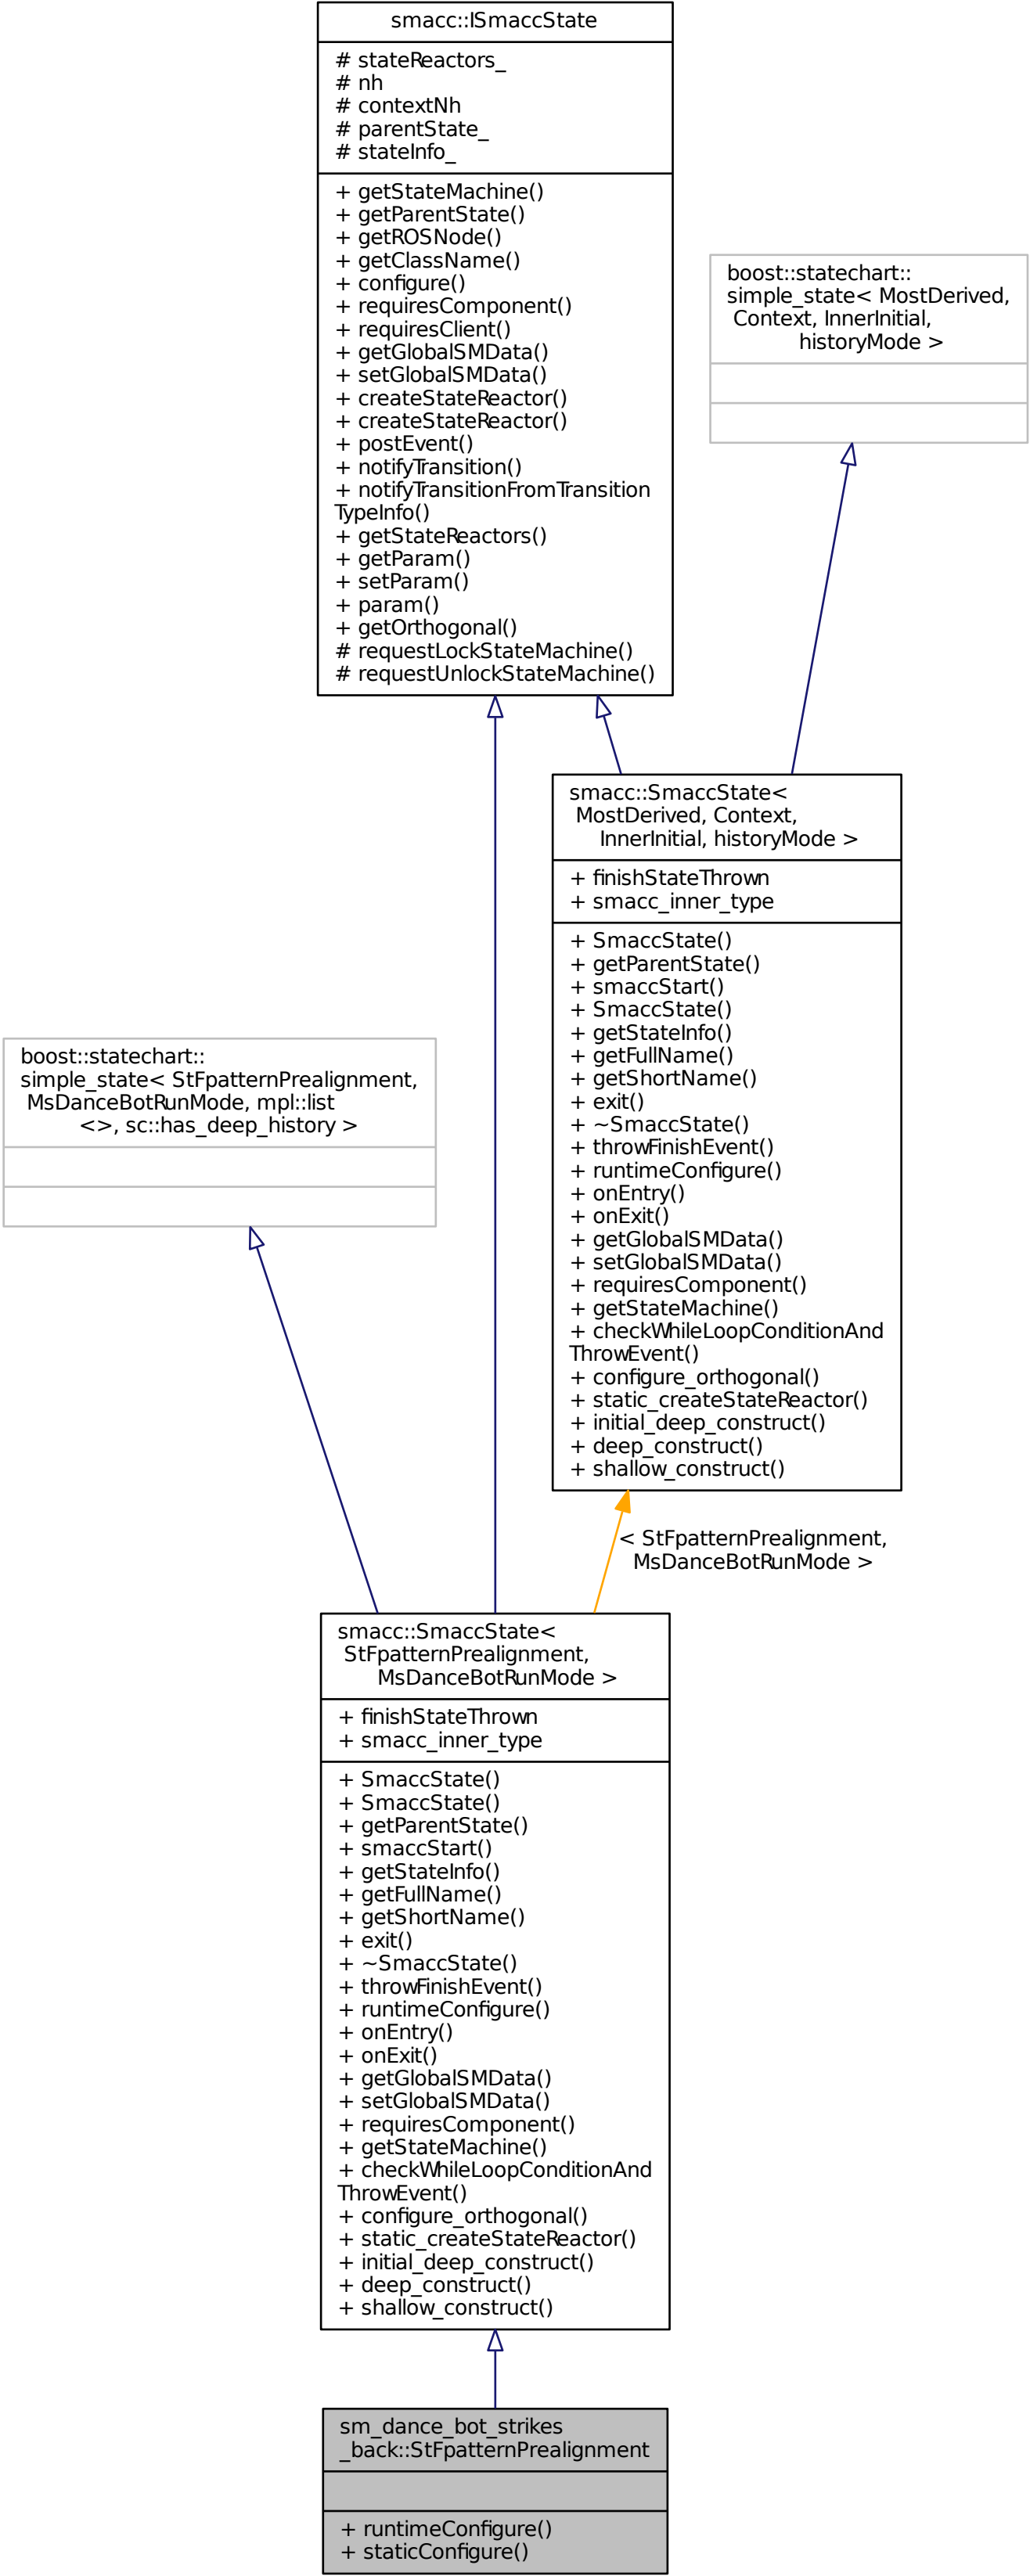 smacc::ISmaccState
# stateReactors_
# nh
# contextNh
# parentState_
# stateInfo_
+ getStateMachine()
+ getParentState()
+ getROSNode()
+ getClassName()
+ configure()
+ requiresComponent()
+ requiresClient()
+ getGlobalSMData()
+ setGlobalSMData()
+ createStateReactor()
+ createStateReactor()
+ postEvent()
+ notifyTransition()
+ notifyTransitionFromTransition
TypeInfo()
+ getStateReactors()
+ getParam()
+ setParam()
+ param()
+ getOrthogonal()
# requestLockStateMachine()
# requestUnlockStateMachine()
boost::statechart::
simple_state< MostDerived,
Context, InnerInitial,
historyMode >
smacc::SmaccState<
MostDerived, Context,
InnerInitial, historyMode >
+ finishStateThrown
+ smacc_inner_type
+ SmaccState()
+ getParentState()
+ smaccStart()
+ SmaccState()
+ getStateInfo()
+ getFullName()
+ getShortName()
+ exit()
+ ~SmaccState()
+ throwFinishEvent()
+ runtimeConfigure()
+ onEntry()
+ onExit()
+ getGlobalSMData()
+ setGlobalSMData()
+ requiresComponent()
+ getStateMachine()
+ checkWhileLoopConditionAnd
ThrowEvent()
+ configure_orthogonal()
+ static_createStateReactor()
+ initial_deep_construct()
+ deep_construct()
+ shallow_construct()
boost::statechart::
simple_state< StFpatternPrealignment,
MsDanceBotRunMode, mpl::list
<>, sc::has_deep_history >
< StFpatternPrealignment,
MsDanceBotRunMode >
smacc::SmaccState<
StFpatternPrealignment,
MsDanceBotRunMode >
+ finishStateThrown
+ smacc_inner_type
+ SmaccState()
+ SmaccState()
+ getParentState()
+ smaccStart()
+ getStateInfo()
+ getFullName()
+ getShortName()
+ exit()
+ ~SmaccState()
+ throwFinishEvent()
+ runtimeConfigure()
+ onEntry()
+ onExit()
+ getGlobalSMData()
+ setGlobalSMData()
+ requiresComponent()
+ getStateMachine()
+ checkWhileLoopConditionAnd
ThrowEvent()
+ configure_orthogonal()
+ static_createStateReactor()
+ initial_deep_construct()
+ deep_construct()
+ shallow_construct()
sm_dance_bot_strikes
_back::StFpatternPrealignment
+ runtimeConfigure()
+ staticConfigure()